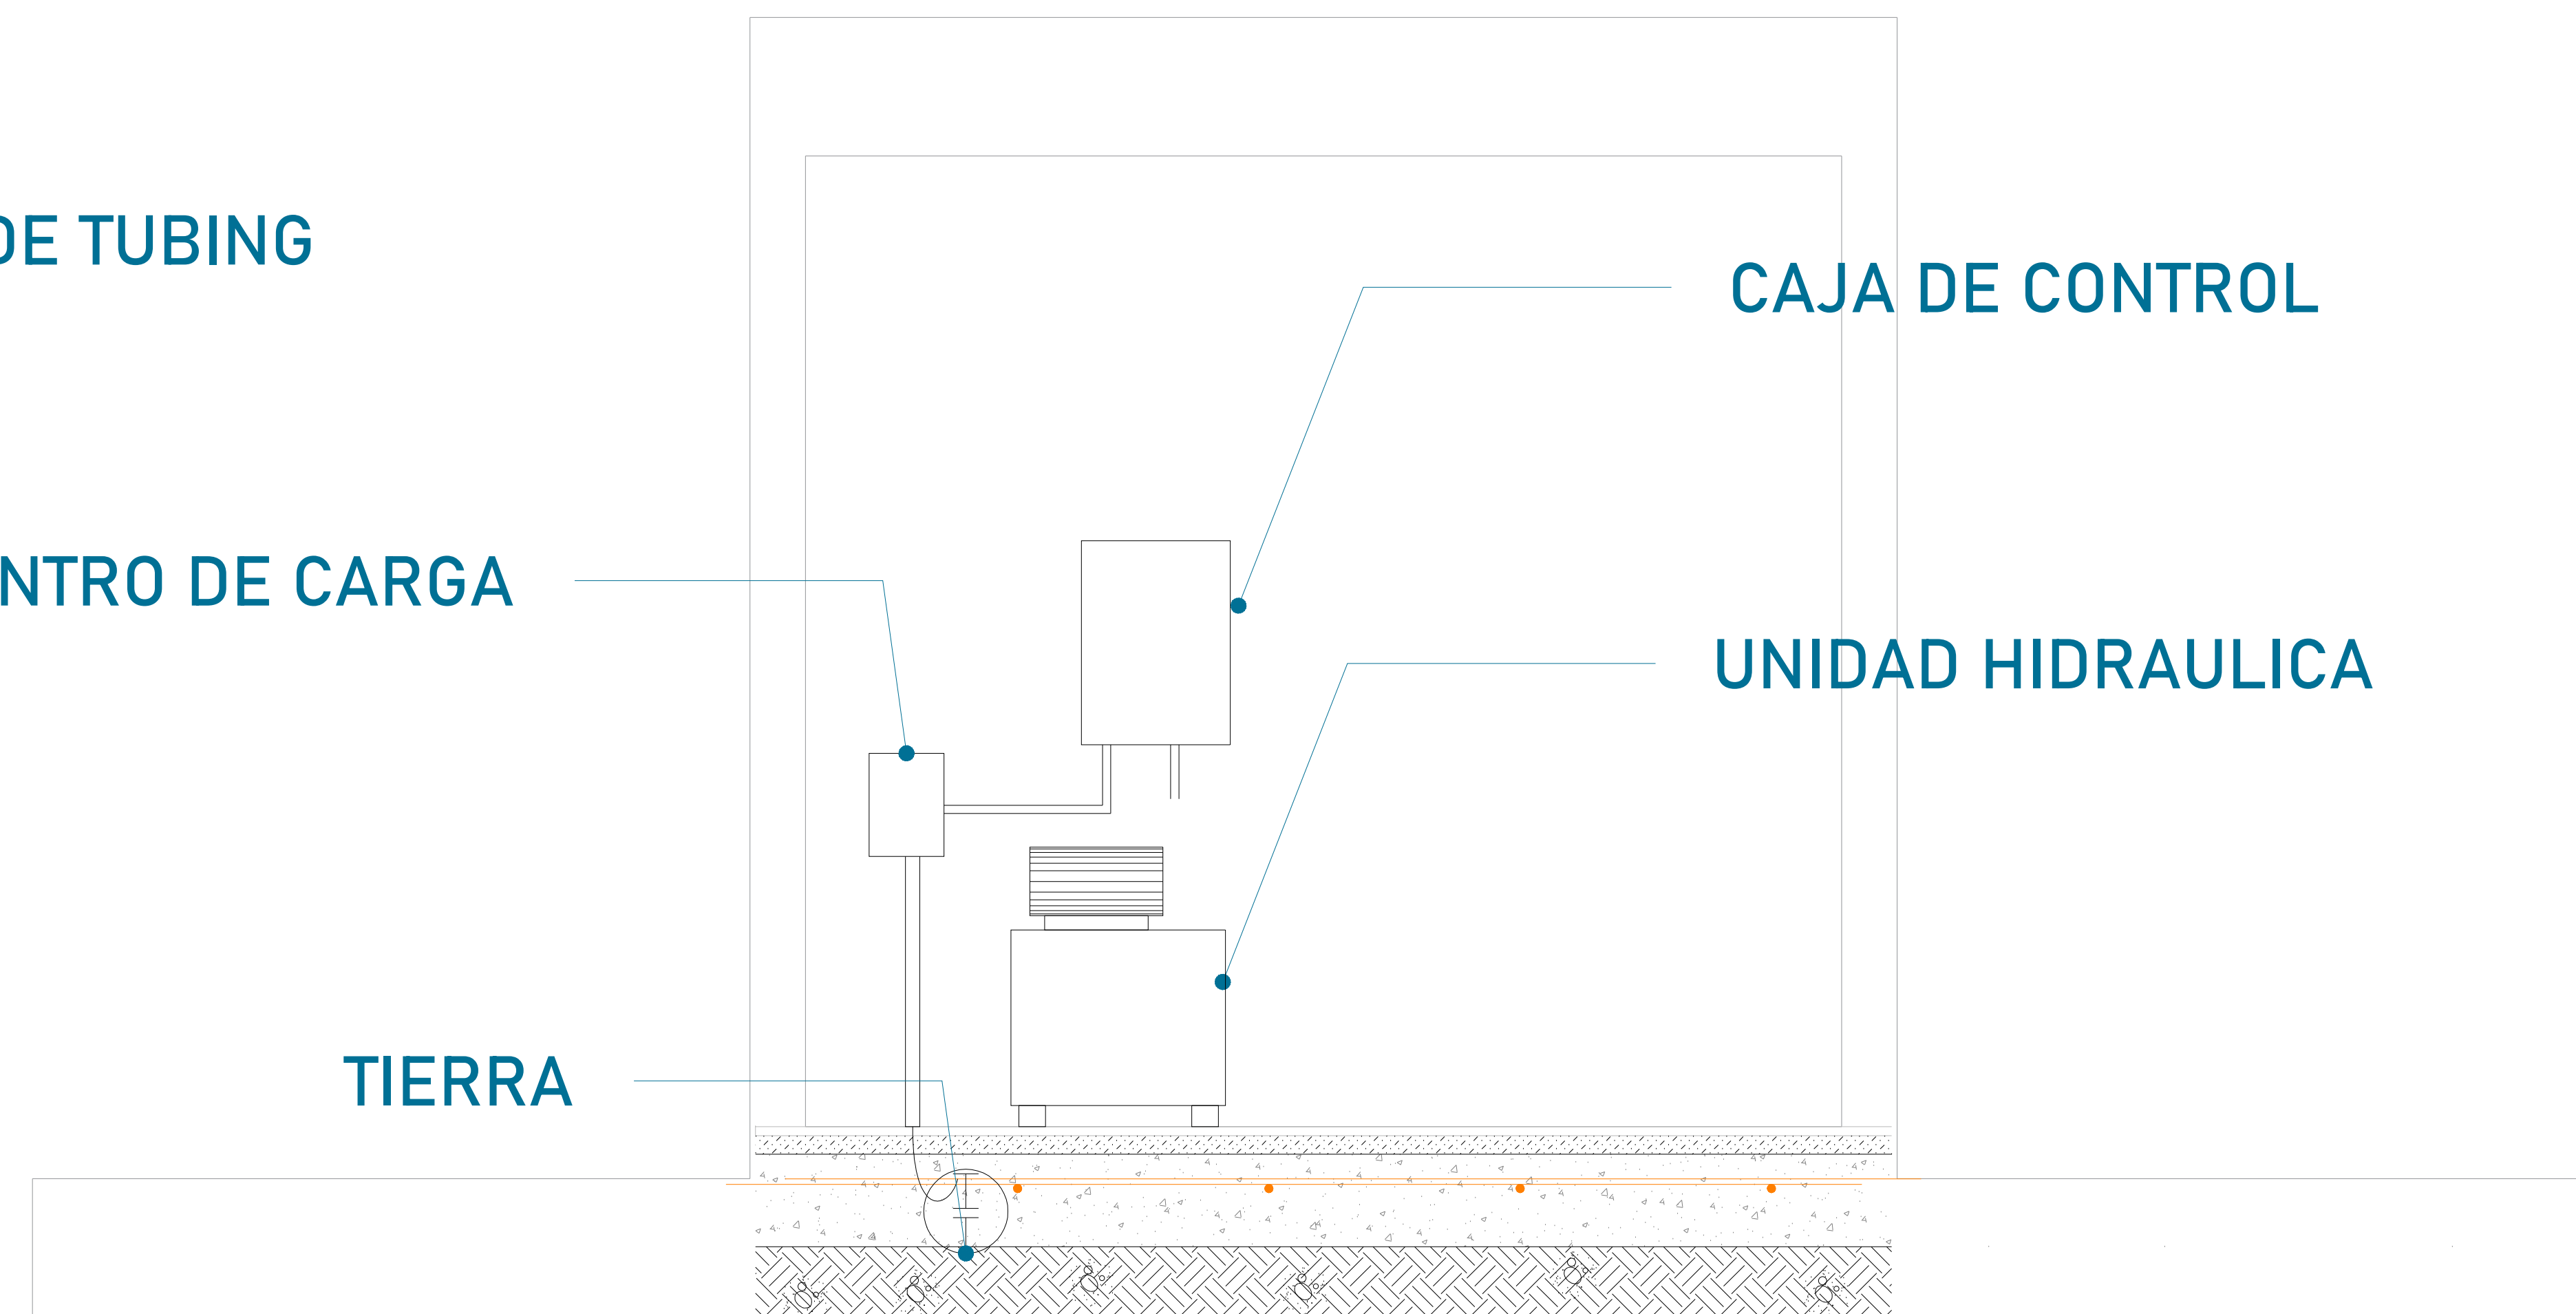 DE TUBING
CAJA DE CONTROL
NTRO DE CARGA
UNIDAD HIDRAULICA
TIERRA